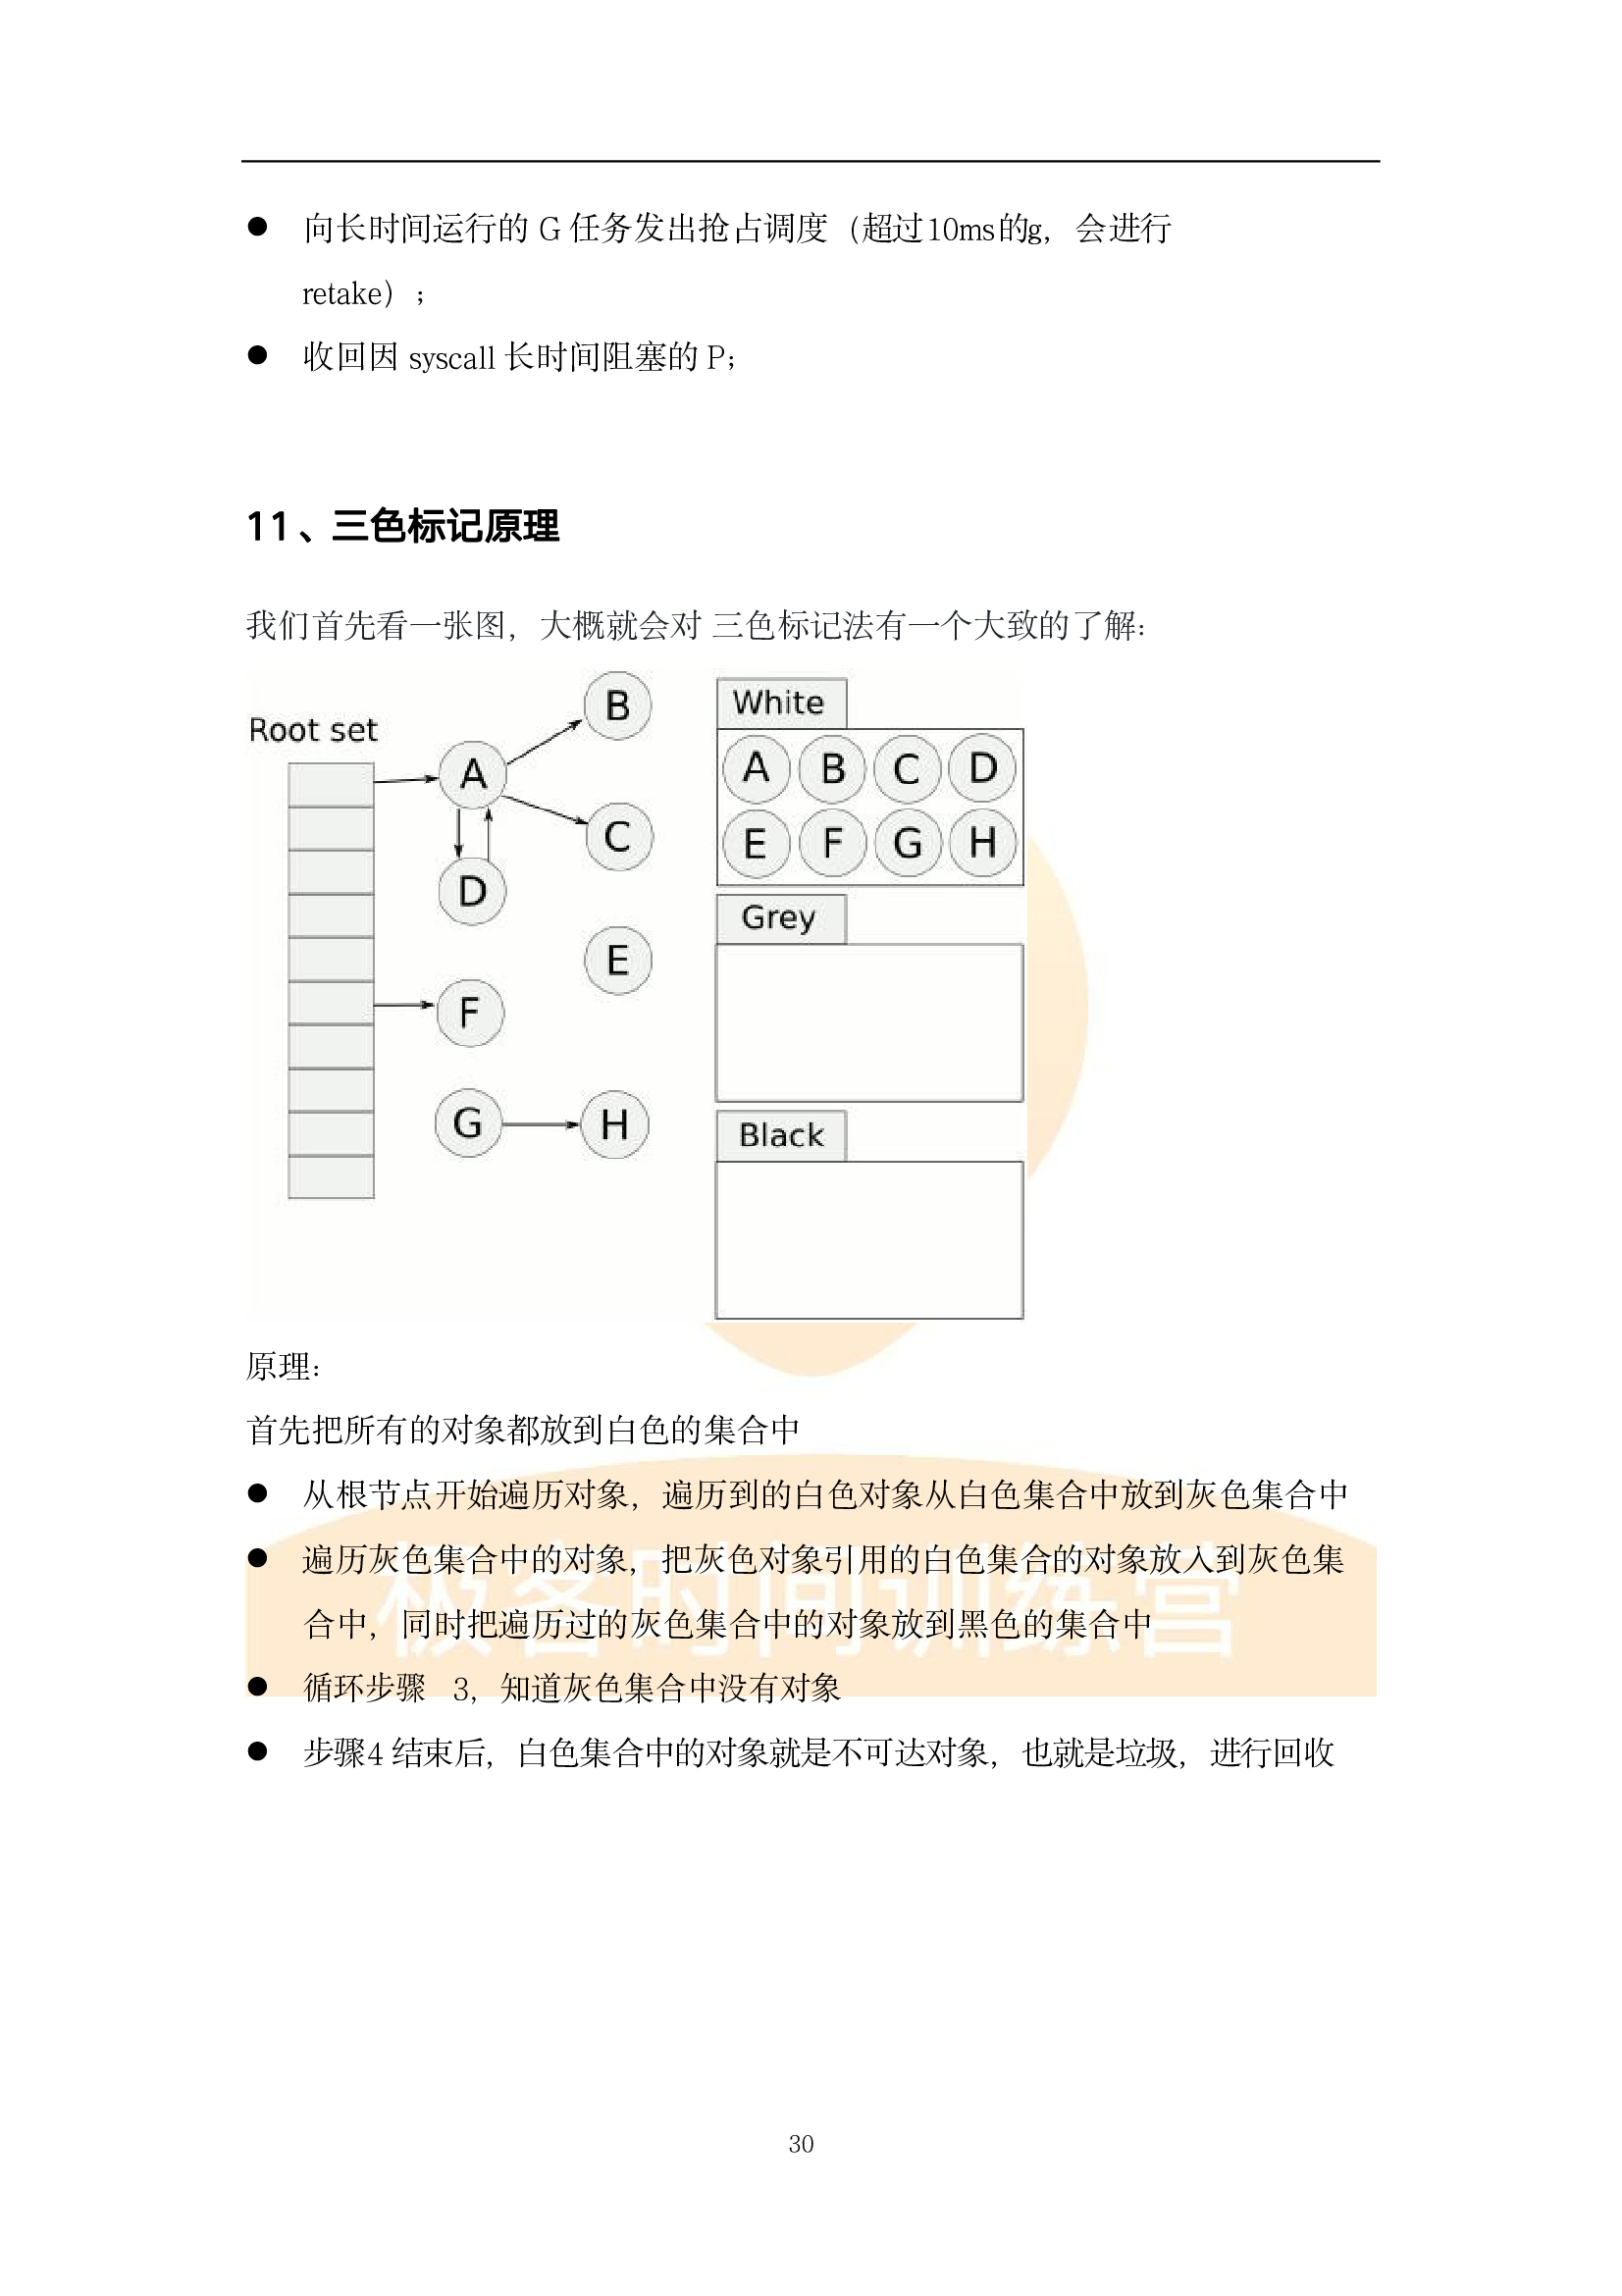 ● 向长时间运行的 G 任务发出抢占调度（超过10ms的g，会进行
retake）；
● 收回因 syscall 长时间阻塞的 P；
11、三色标记原理
我们首先看一张图，大概就会对 三色标记法有一个大致的了解：
Root set
A
B
C
D
E
F
G
H
White
A B C D
E F G H
Grey
Black
原理：
首先把所有的对象都放到白色的集合中
● 从根节点开始遍历对象，遍历到的白色对象从白色集合中放到灰色集合中
● 遍历灰色集合中的对象，把灰色对象引用的白色集合的对象放入到灰色集
合中，同时把遍历过的灰色集合中的对象放到黑色的集合中
● 循环步骤 3，知道灰色集合中没有对象
● 步骤4 结束后，白色集合中的对象就是不可达对象，也就是垃圾，进行回收
极客时间训练营
30